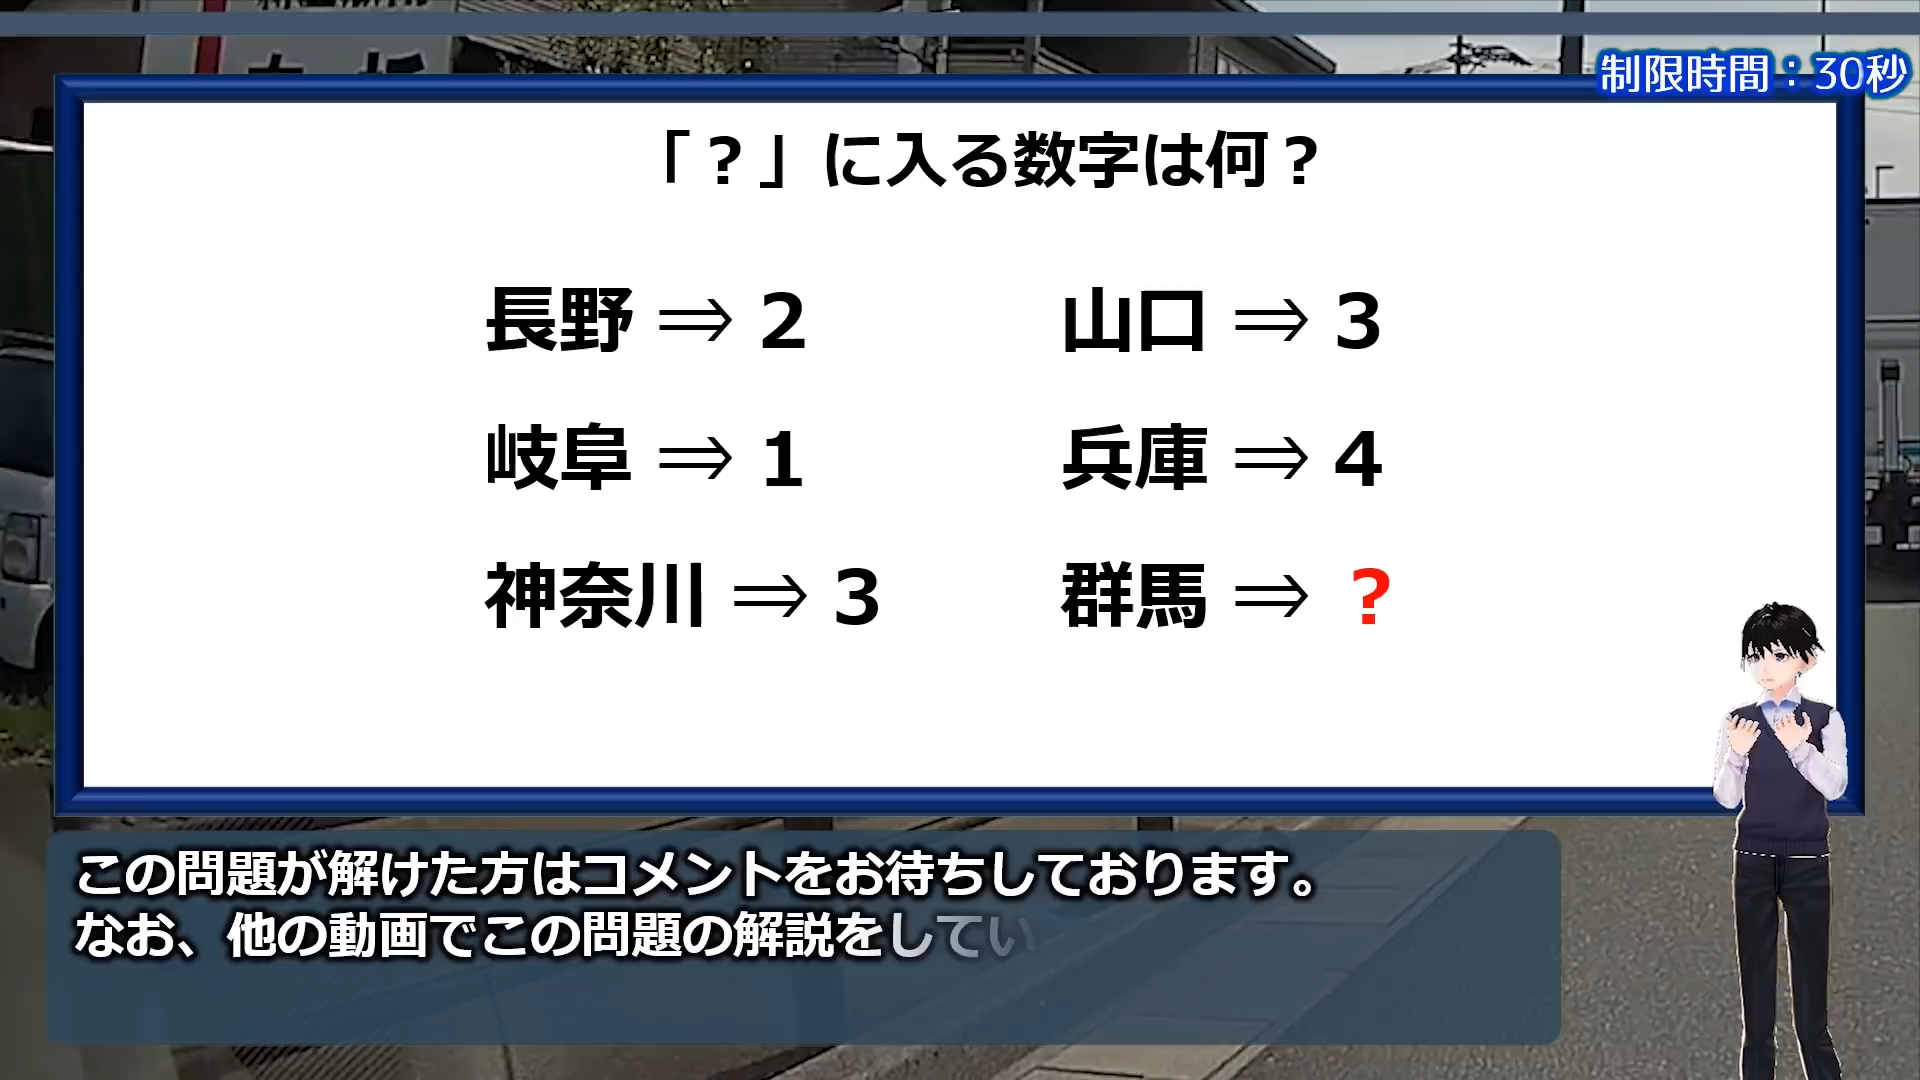 制限時間：30秒
「？」に入る数字は何？
長野 ⇒ 2
山口 ⇒ 3
岐阜 ⇒ 1
兵庫 ⇒ 4
神奈川 ⇒ 3
群馬 ⇒ ？
この問題が解けた方はコメントをお待ちしております。
なお、他の動画でこの問題の解説をしてい